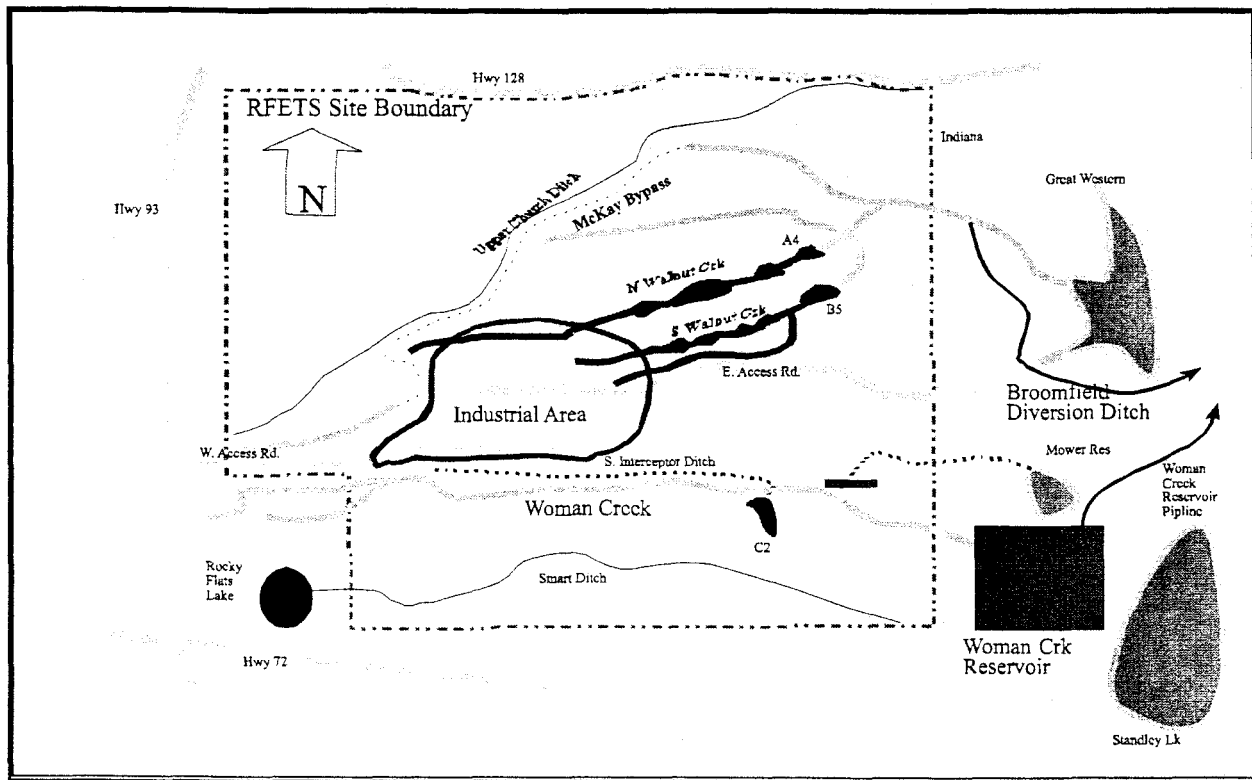 Hwy 128
RFETS Site Boundary
N
Indiana
Great Western
Hwy 93
Upper Church Ditch
McKay Bypass
A4
N Walnut Crk
B5
S Walnut Crk
E. Access Rd.
Industrial Area
Broomfield
Diversion Ditch
W. Access Rd.
S. Interceptor Ditch
Mower Res
Woman
Creek
Reservoir
Pipline
Woman Creek
C2
Rocky
Flats
Lake
Smart Ditch
Hwy 72
Woman Crk
Reservoir
Standley Lk